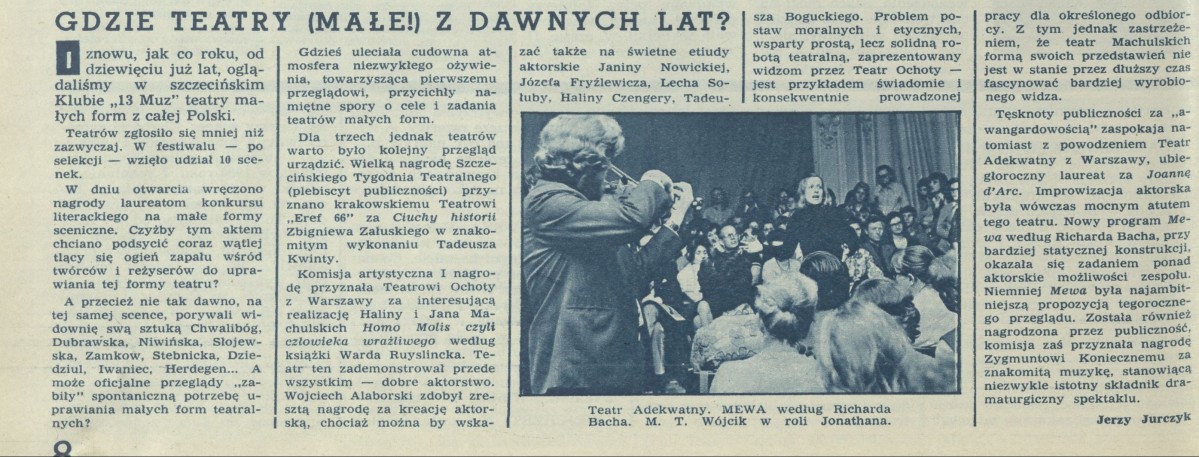 GDZIE TEATRY (MAŁE!) Z DAWNYCH LAT?
I znowu, jak co roku, od
dziewięciu już lat, oglą-
daliśmy w szczecińskim
Klubie „13 Muz” teatry ma-
łych form z całej Polski.
Teatrów zgłosiło się mniej niż
zazwyczaj. W festiwalu — po
selekcji — wzięło udział 10 sce-
nek.
W dniu otwarcia wręczono
nagrody laureatom konkursu
literackiego na małe formy
sceniczne. Czyżby tym aktem
chciano podsycić coraz wątlej
tlący się ogień zapału wśród
twórców i reżyserów do upra-
wiania tej formy teatru?
A przecież nie tak dawno, na
tej samej scence, porywali wi-
downię swą sztuką Chwalibóg,
Dubrawska, Niwińska, Słojew-
ska, Zamkow, Stebnicka, Dzie-
dziul, Iwaniec, Herdegen... A
może oficjalne przeglądy „za-
biły” spontaniczną potrzebę u-
prawiania małych form teatral-
nych?
Gdzieś uleciała cudowna at-
mosfera niezwykłego ożywie-
nia, towarzysząca pierwszemu
przeglądowi, przycichły na-
miętne spory o cele i zadania
teatrów małych form.
Dla trzech jednak teatrów
warto było kolejny przegląd
urządzić. Wielką nagrodę Szcze-
cińskiego Tygodnia Teatralnego
(plebiscyt publiczności) przy-
znano krakowskiemu Teatrowi
„Eref 66” za Ciuchy historii
Zbigniewa Załuskiego w znako-
mitym wykonaniu Tadeusza
Kwinty.
Komisja artystyczna I nagro-
dę przyznała Teatrowi Ochoty
z Warszawy za interesującą
realizację Haliny i Jana Ma-
chulskich Homo Molis czyli
człowieka wrażliwego według
książki Warda Ruyslincka. Te-
atr ten zademonstrował przede
wszystkim — dobre aktorstwo.
Wojciech Alaborski zdobył zre-
sztą nagrodę za kreację aktor-
ską, chociaż można by wska-
zać także na świetne etiudy
aktorskie Janiny Nowickiej,
Józefa Fryźlewicza, Lecha So-
łuby, Haliny Czengery, Tadeu-
sza Boguckiego. Problem po-
staw moralnych i etycznych,
wsparty prostą, lecz solidną ro-
botą teatralną, zaprezentowany
widzom przez Teatr Ochoty —
jest przykładem świadomie i
konsekwentnie prowadzonej
pracy dla określonego odbior-
cy. Z tym jednak zastrzeże-
niem, że teatr Machulskich
formą swoich przedstawień nie
jest w stanie przez dłuższy czas
fascynować bardziej wyrobio-
nego widza.
Tęsknoty publiczności za „a-
wangardowością” zaspokaja na-
tomiast z powodzeniem Teatr
Adekwatny z Warszawy, ubie-
głoroczny laureat za Joannę
d'Arc. Improwizacja aktorska
była wówczas mocnym atutem
tego teatru. Nowy program Me-
wa według Richarda Bacha, przy
bardziej statycznej konstrukcji,
okazała się zadaniem ponad
aktorskie możliwości zespołu.
Niemniej Mewa była najambit-
niejszą propozycją tegoroczne-
go przeglądu. Została również
nagrodzona przez publiczność,
komisja zaś przyznała nagrodę
Zygmuntowi Koniecznemu za
znakomitą muzykę, stanowiącą
niezwykle istotny składnik dra-
maturgiczny spektaklu.
Jerzy Jurczyk
Teatr Adekwatny. MEWA według Richarda
Bacha. M. T. Wójcik w roli Jonathana.
8